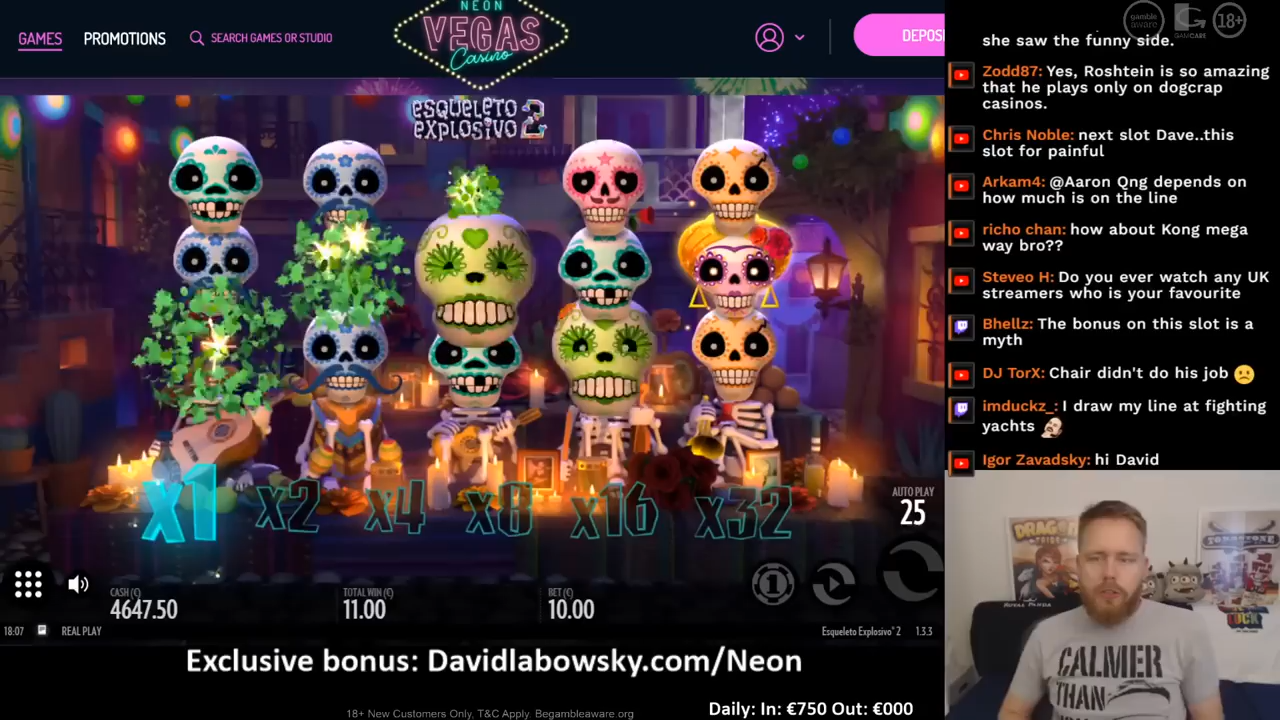 NEON
VEGAS
Casino
GAMES
PROMOTIONS
SEARCH GAMES OR STUDIO
DEPOSI
gamble
aware
GAMCARE
18+
ESQUELETO
EXPLOSIVO 2
she saw the funny side.
Zodd87: Yes, Roshtein is so amazing
that he plays only on dogcrap
casinos.
Chris Noble: next slot Dave..this
slot for painful
Arkam4: @Aaron Qng depends on
how much is on the line
richo chan: how about Kong mega
way bro??
Steveo H: Do you ever watch any UK
streamers who is your favourite
Bhellz: The bonus on this slot is a
myth
DJ TorX: Chair didn't do his job
imduckz_: I draw my line at fighting
yachts
Igor Zavadsky: hi David
x1 x2 x4 x8 x16 x32
AUTO PLAY
25
1
CASH (€)
4647.50
TOTAL WIN (€)
11.00
BET (€)
10.00
18:07
REAL PLAY
Esqueleto Explosivo® 2
1.3.3
Exclusive bonus: Davidlabowsky.com/Neon
18+ New Customers Only, T&C Apply. Begambleaware.org
Daily: In: €750 Out: €000
TOMBSTONE
CALMER
THAN